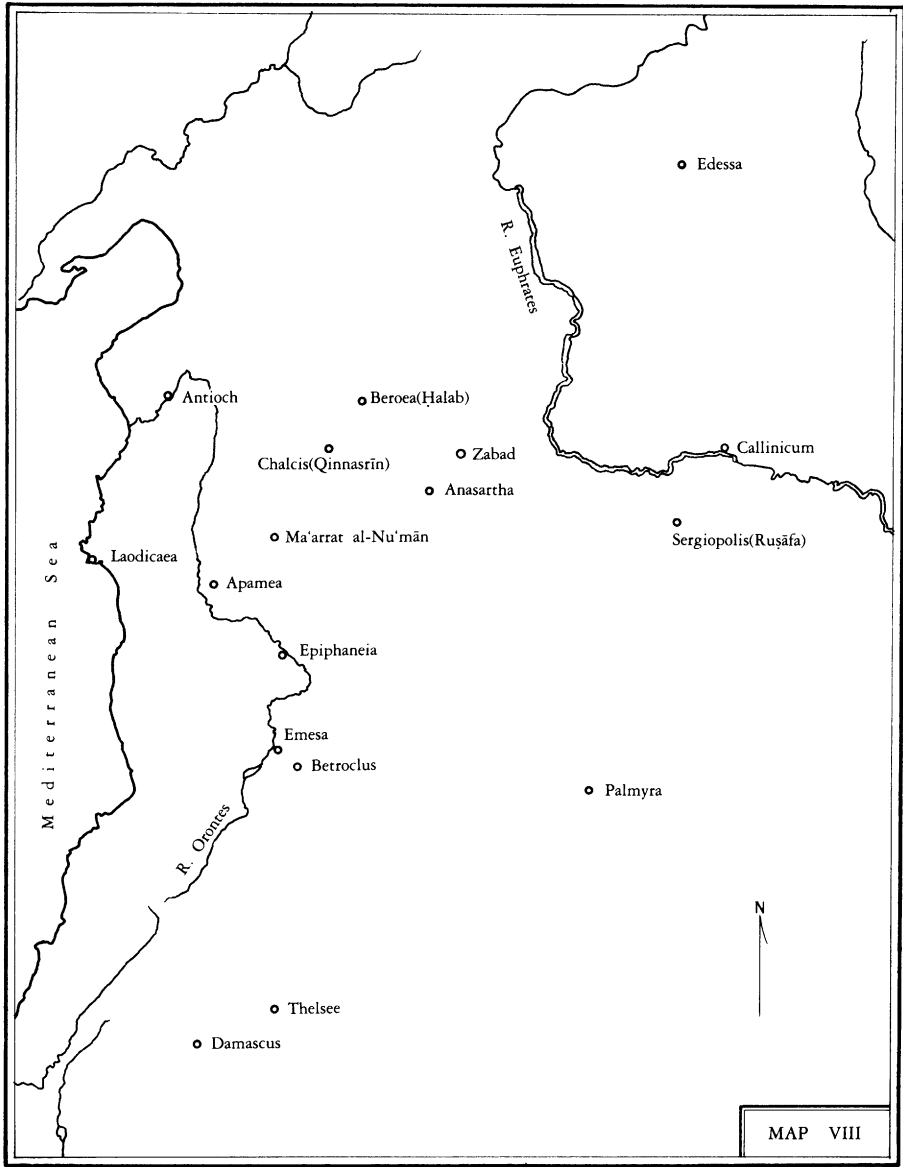 Edessa
R. Euphrates
Antioch
Beroea(Ḥalab)
Callinicum
Chalcis(Qinnasrīn)
Zabad
Anasartha
Sergiopolis(Ruṣāfa)
Ma‘arrat al-Nu‘mān
Laodicaea
Apamea
Mediterranean Sea
Epiphaneia
Emesa
Betroclus
Palmyra
R. Orontes
N
Thelsee
Damascus
MAP VIII